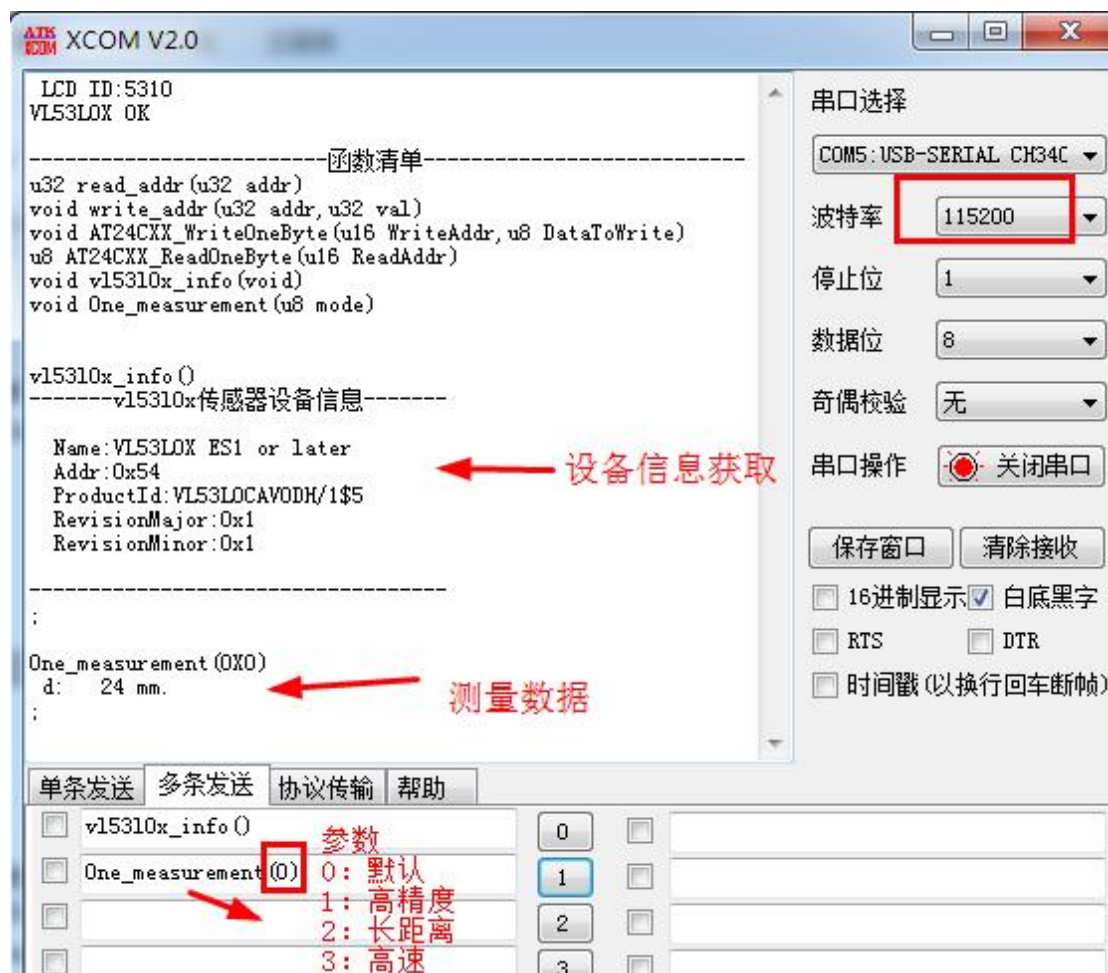 ATK XCOM XCOM V2.0
LCD ID:5310
VL53L0X OK
-------------------------函数清单---------------------------
u32 read_addr(u32 addr)
void write_addr(u32 addr,u32 val)
void AT24CXX_WriteOneByte(u16 WriteAddr,u8 DataToWrite)
u8 AT24CXX_ReadOneByte(u16 ReadAddr)
void vl53l0x_info(void)
void One_measurement(u8 mode)
vl53l0x_info()
-------vl53l0x传感器设备信息-------
Name:VL53L0X ES1 or later
Addr:0x54
ProductId:VL53L0CAV0DH/1$5
RevisionMajor:0x1
RevisionMinor:0x1
设备信息获取
-----------------------------------
;
One_measurement(0X0)
d: 24 mm.
;
测量数据
串口选择
COM5:USB-SERIAL CH340
波特率 115200
停止位 1
数据位 8
奇偶校验 无
串口操作 关闭串口
保存窗口 清除接收
16进制显示 白底黑字
RTS DTR
时间戳(以换行回车断帧)
单条发送 多条发送 协议传输 帮助
vl53l0x_info() 0
One_measurement(0) 1
2
3
参数
0：默认
1：高精度
2：长距离
3：高速